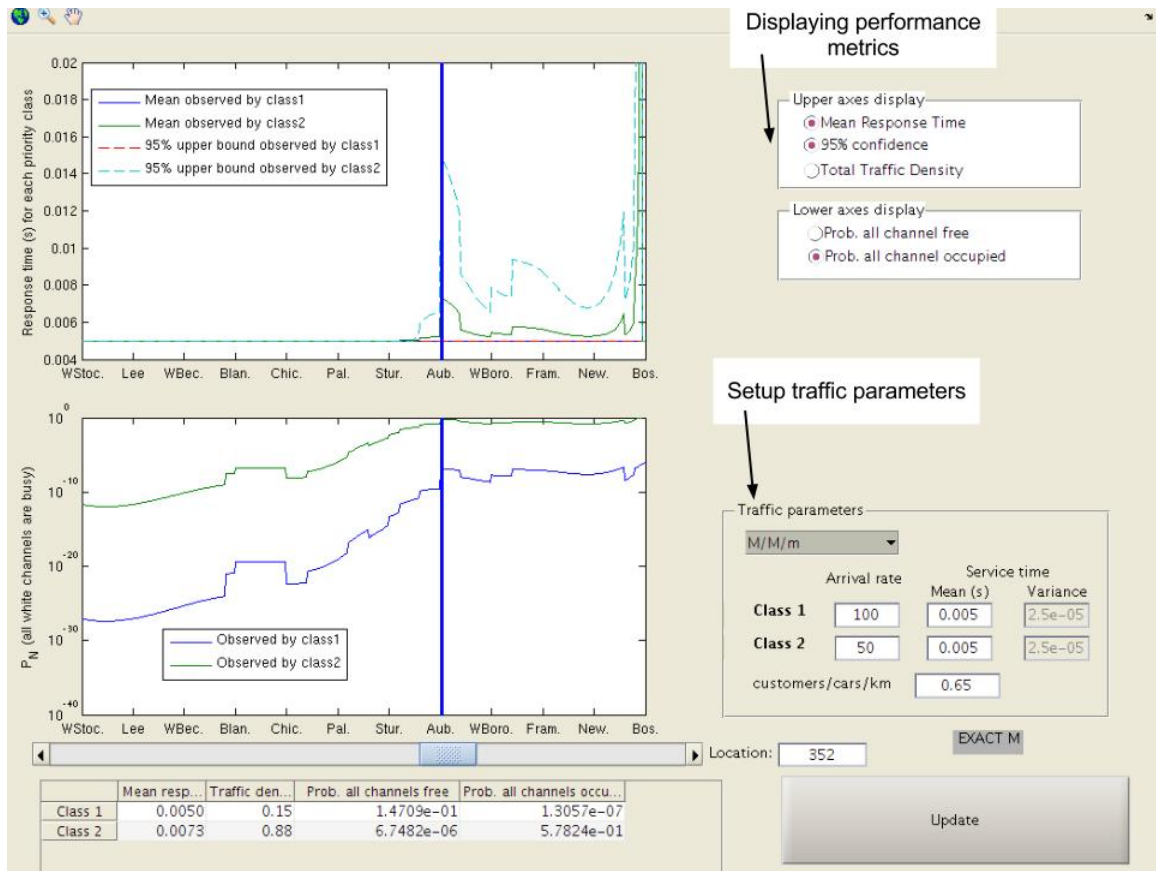 Displaying performance
metrics
0.02
0.018
0.016
0.014
0.012
0.01
0.008
0.006
0.004
Response time (s) for each priority class
Mean observed by class1
Mean observed by class2
95% upper bound observed by class1
95% upper bound observed by class2
WStoc. Lee WBec. Blan. Chic. Pal. Stur. Aub. WBoro. Fram. New. Bos.
Upper axes display
Mean Response Time
95% confidence
Total Traffic Density
Lower axes display
Prob. all channel free
Prob. all channel occupied
Setup traffic parameters
10^0
10^-10
10^-20
10^-30
10^-40
P_N (all white channels are busy)
Observed by class1
Observed by class2
WStoc. Lee WBec. Blan. Chic. Pal. Stur. Aub. WBoro. Fram. New. Bos.
Traffic parameters
M/M/m
Arrival rate Service time
Mean (s) Variance
Class 1 100 0.005 2.5e-05
Class 2 50 0.005 2.5e-05
customers/cars/km 0.65
Location: 352 EXACT M
Mean resp... Traffic den... Prob. all channels free Prob. all channels occu...
Class 1 0.0050 0.15 1.4709e-01 1.3057e-07
Class 2 0.0073 0.88 6.7482e-06 5.7824e-01
Update